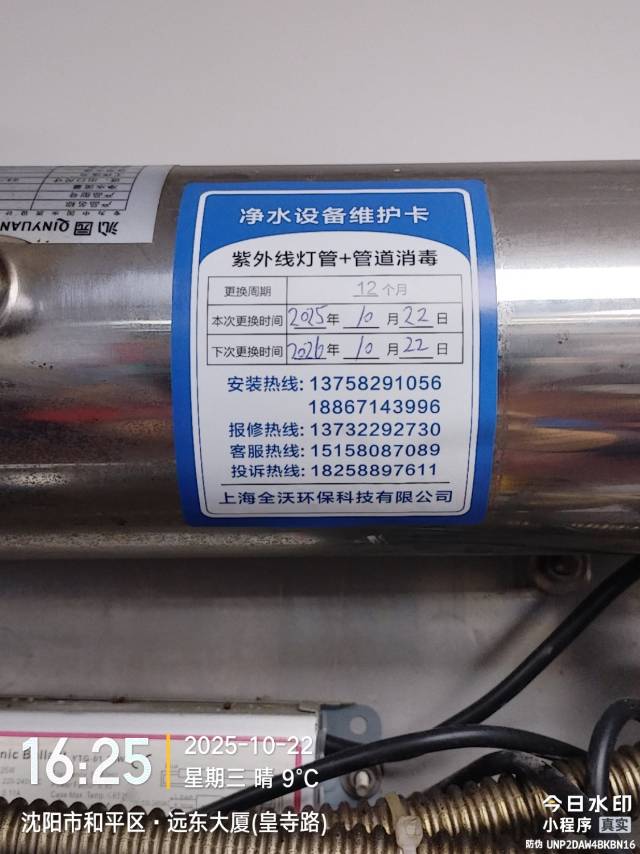 沁园 QINYUAN
净水设备维护卡
紫外线灯管+管道消毒
更换周期 12个月
本次更换时间 2025年 10 月 22 日
下次更换时间 2026年 10 月 22 日
安装热线: 13758291056
18867143996
报修热线: 13732292730
客服热线: 15158087089
投诉热线: 18258897611
上海全沃环保科技有限公司
16:25
2025-10-22
星期三 晴 9℃
沈阳市和平区·远东大厦(皇寺路)
今日水印
小程序 真实
防伪 UNP2DAW4BKBN16